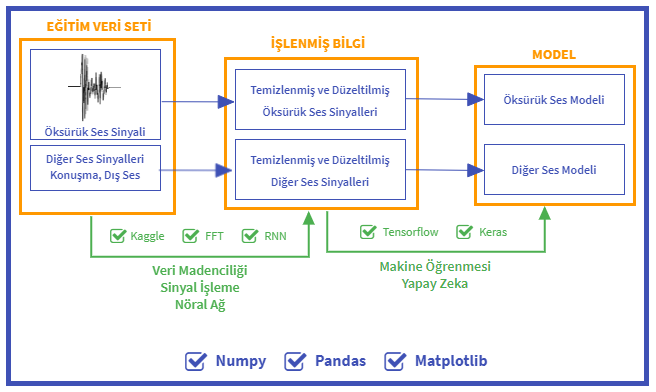 EĞİTİM VERİ SETİ
Öksürük Ses Sinyali
Diğer Ses Sinyalleri
Konuşma, Dış Ses
İŞLENMİŞ BİLGİ
Temizlenmiş ve Düzeltilmiş
Öksürük Ses Sinyalleri
Temizlenmiş ve Düzeltilmiş
Diğer Ses Sinyalleri
MODEL
Öksürük Ses Modeli
Diğer Ses Modeli
Kaggle FFT RNN
Veri Madenciliği
Sinyal İşleme
Nöral Ağ
Tensorflow Keras
Makine Öğrenmesi
Yapay Zeka
Numpy Pandas Matplotlib